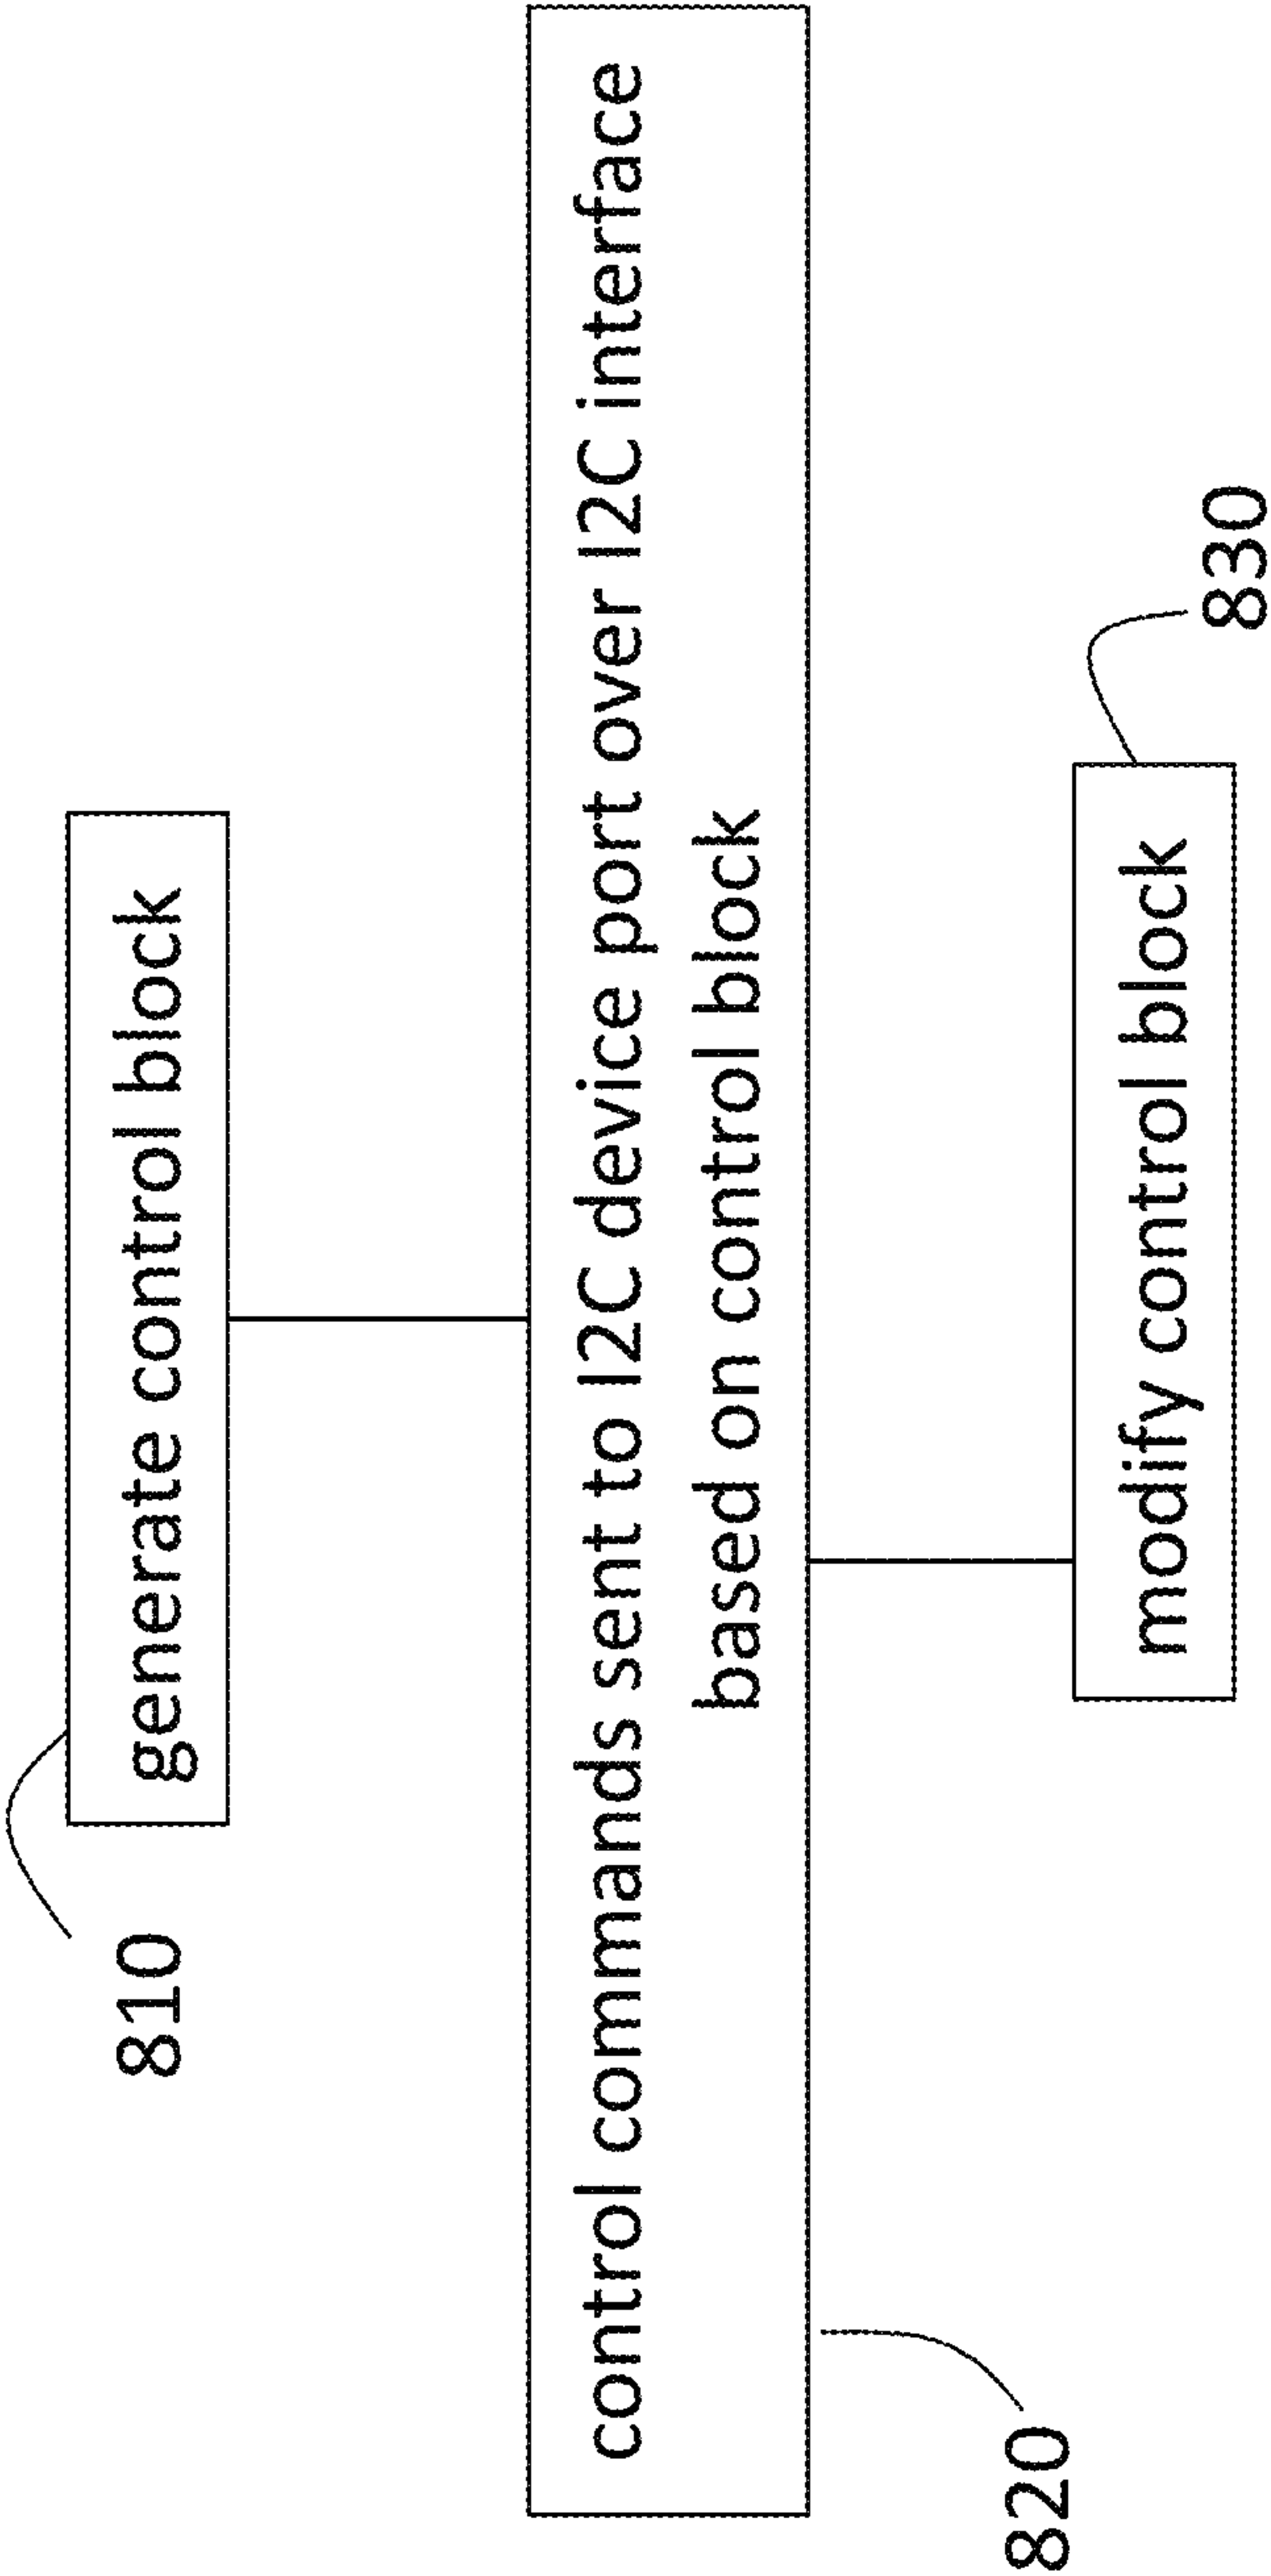 810
generate control block
control commands sent to I2C device port over I2C interface
based on control block
820
modify control block
830